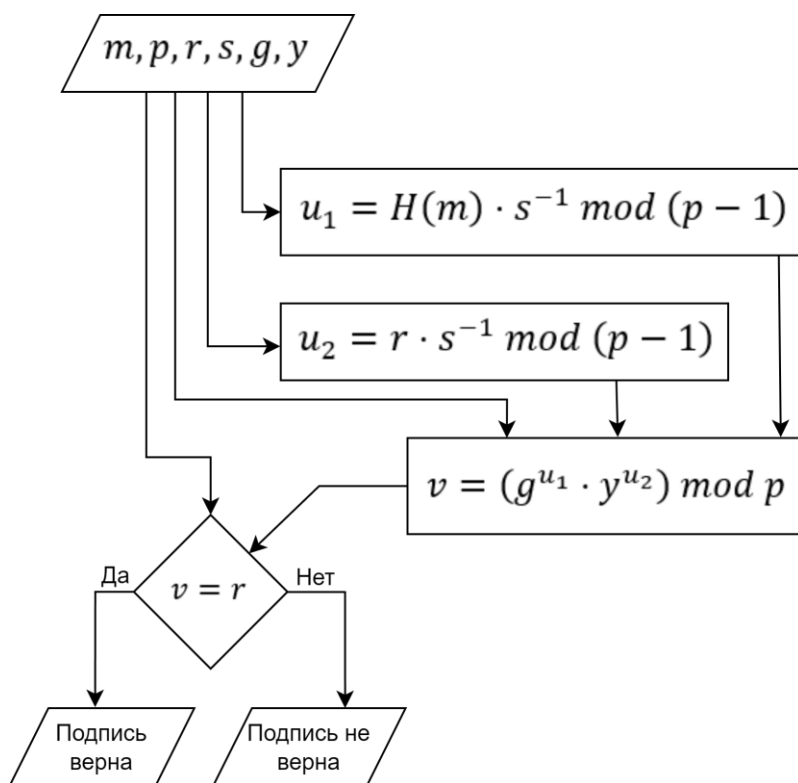 m, p, r, s, g, y
u₁ = H(m) · s⁻¹ mod (p − 1)
u₂ = r · s⁻¹ mod (p − 1)
v = (g^{u₁} · y^{u₂}) mod p
Да
v = r
Нет
Подпись
верна
Подпись не
верна